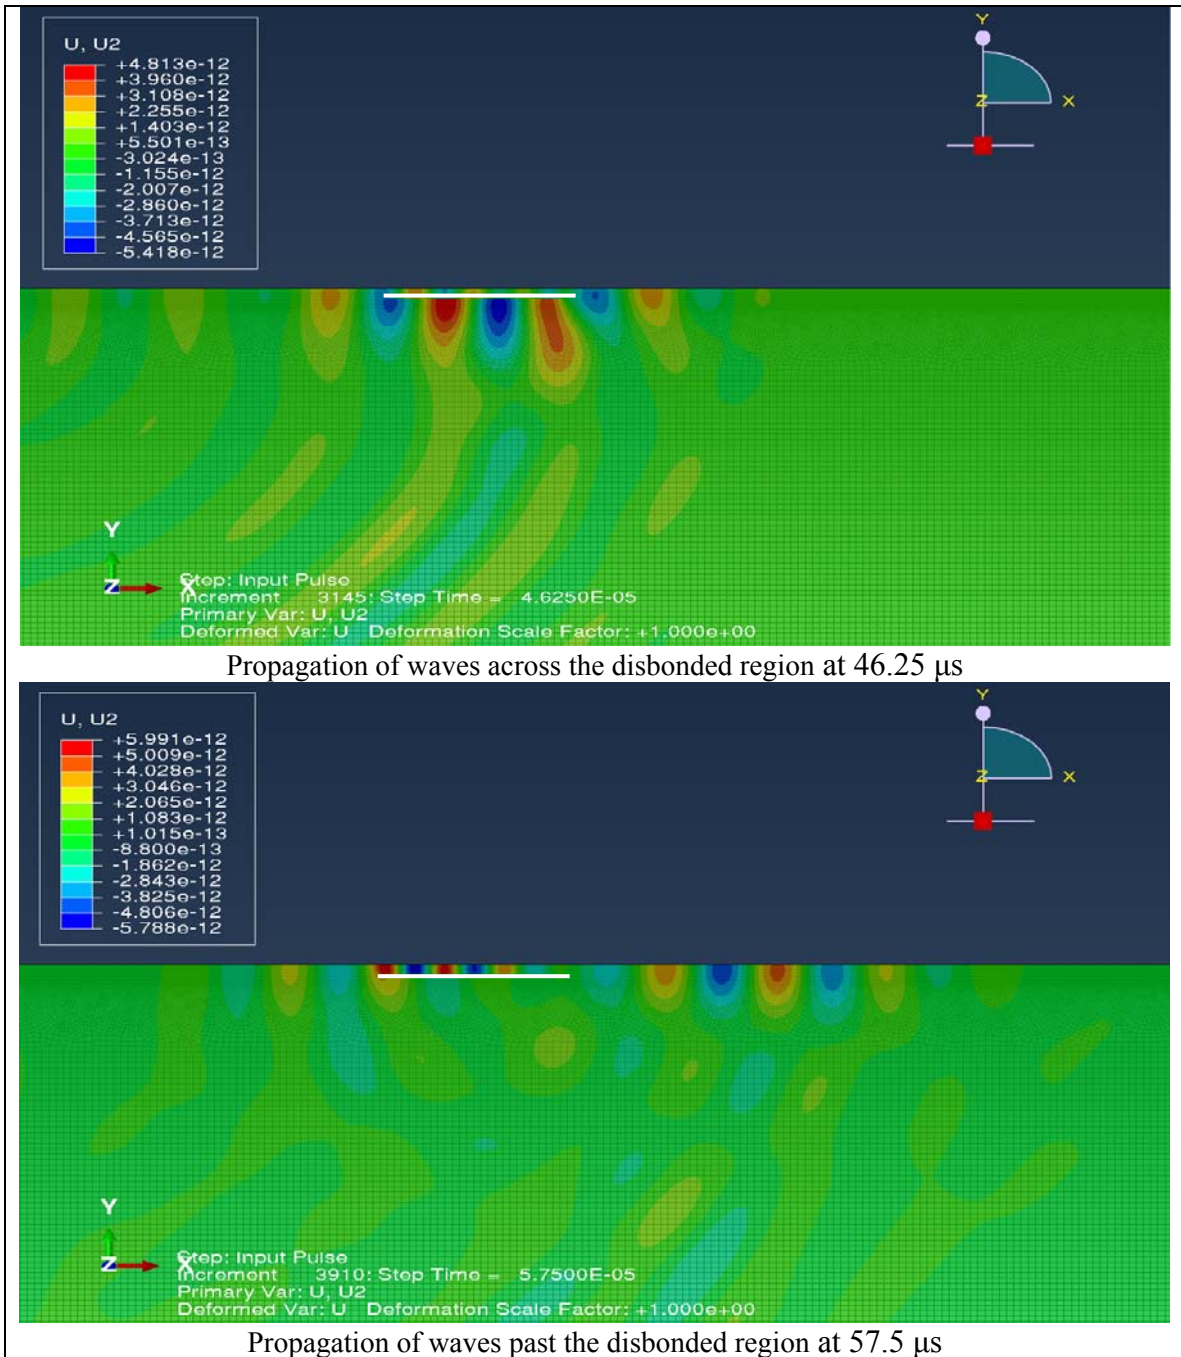 U, U2
+4.813e-12
+3.960e-12
+3.108e-12
+2.255e-12
+1.403e-12
+5.501e-13
-3.024e-13
-1.155e-12
-2.007e-12
-2.860e-12
-3.713e-12
-4.565e-12
-5.418e-12
Y
Z X
Y
Z X
Step: Input Pulse
Increment 3145: Step Time = 4.6250E-05
Primary Var: U, U2
Deformed Var: U Deformation Scale Factor: +1.000e+00
Propagation of waves across the disbonded region at 46.25 μs
U, U2
+5.991e-12
+5.009e-12
+4.028e-12
+3.046e-12
+2.065e-12
+1.083e-12
+1.015e-13
-8.800e-13
-1.862e-12
-2.843e-12
-3.825e-12
-4.806e-12
-5.788e-12
Y
Z X
Y
Z X
Step: Input Pulse
Increment 3910: Step Time = 5.7500E-05
Primary Var: U, U2
Deformed Var: U Deformation Scale Factor: +1.000e+00
Propagation of waves past the disbonded region at 57.5 μs